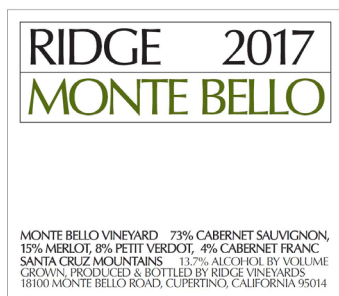 RIDGE 2017
MONTE BELLO
MONTE BELLO VINEYARD 73% CABERNET SAUVIGNON,
15% MERLOT, 8% PETIT VERDOT, 4% CABERNET FRANC
SANTA CRUZ MOUNTAINS 13.7% ALCOHOL BY VOLUME
GROWN, PRODUCED & BOTTLED BY RIDGE VINEYARDS
18100 MONTE BELLO ROAD, CUPERTINO, CALIFORNIA 95014